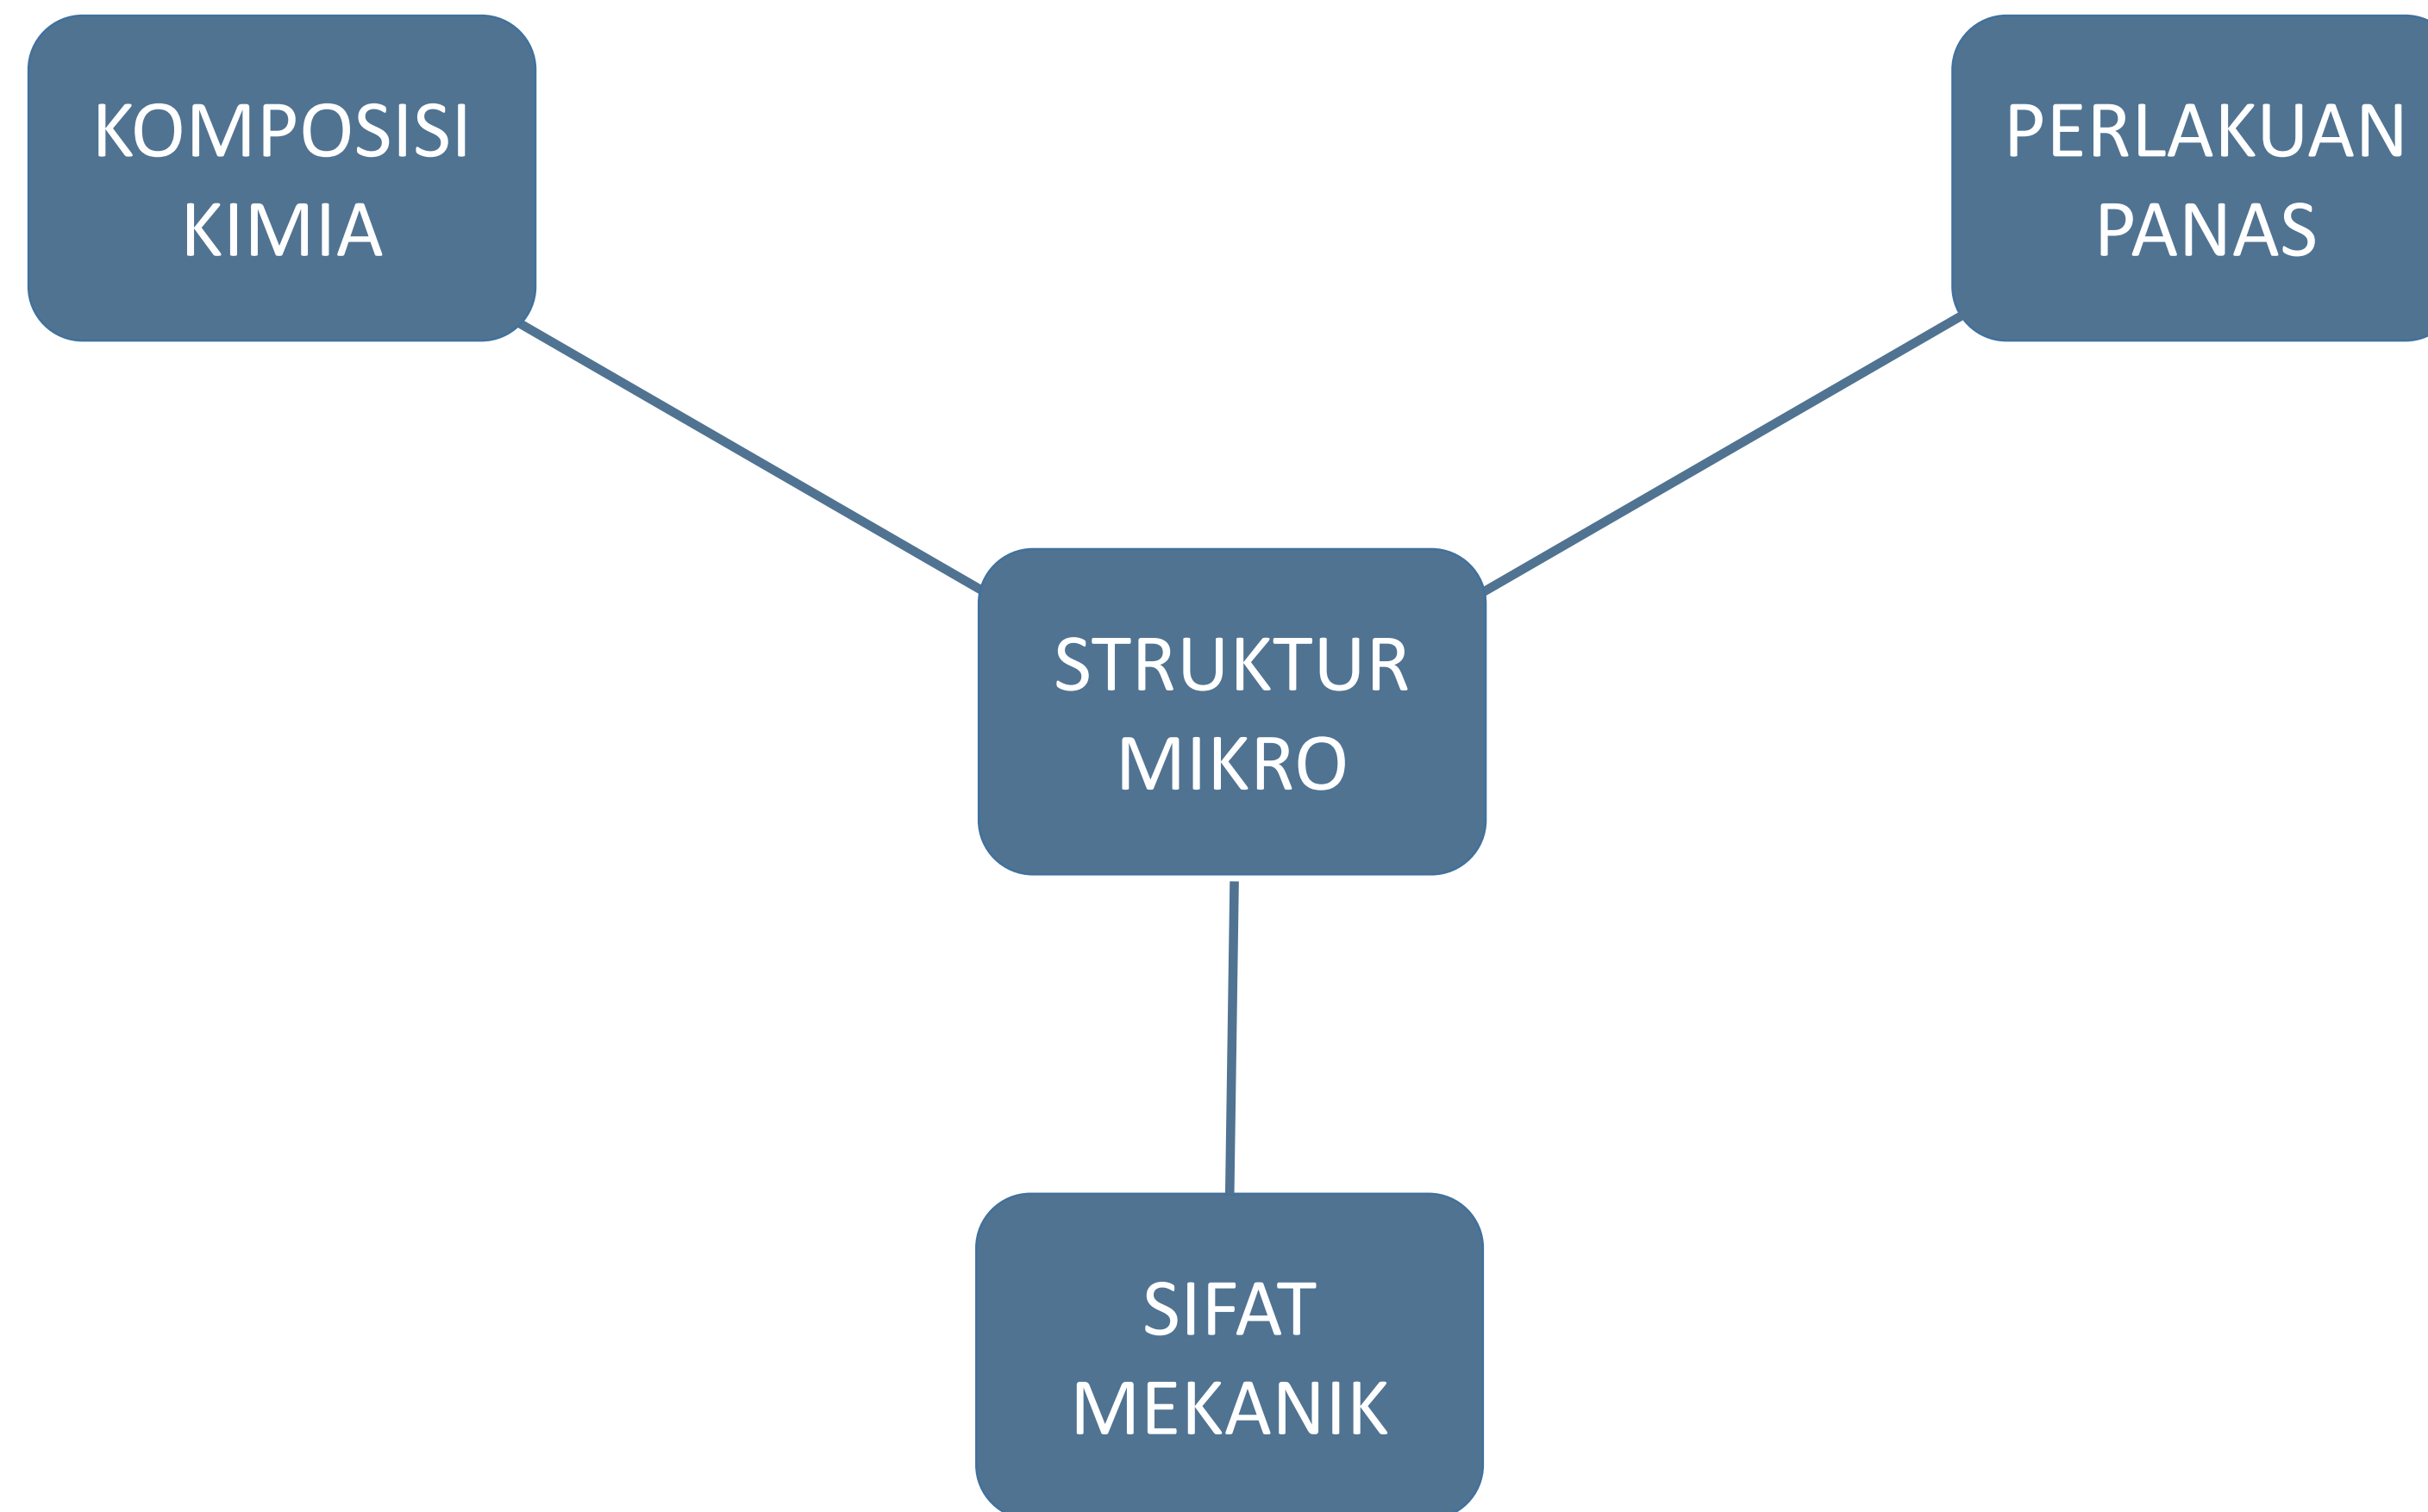 KOMPOSISI
KIMIA
PERLAKUAN
PANAS
STRUKTUR
MIKRO
SIFAT
MEKANIK